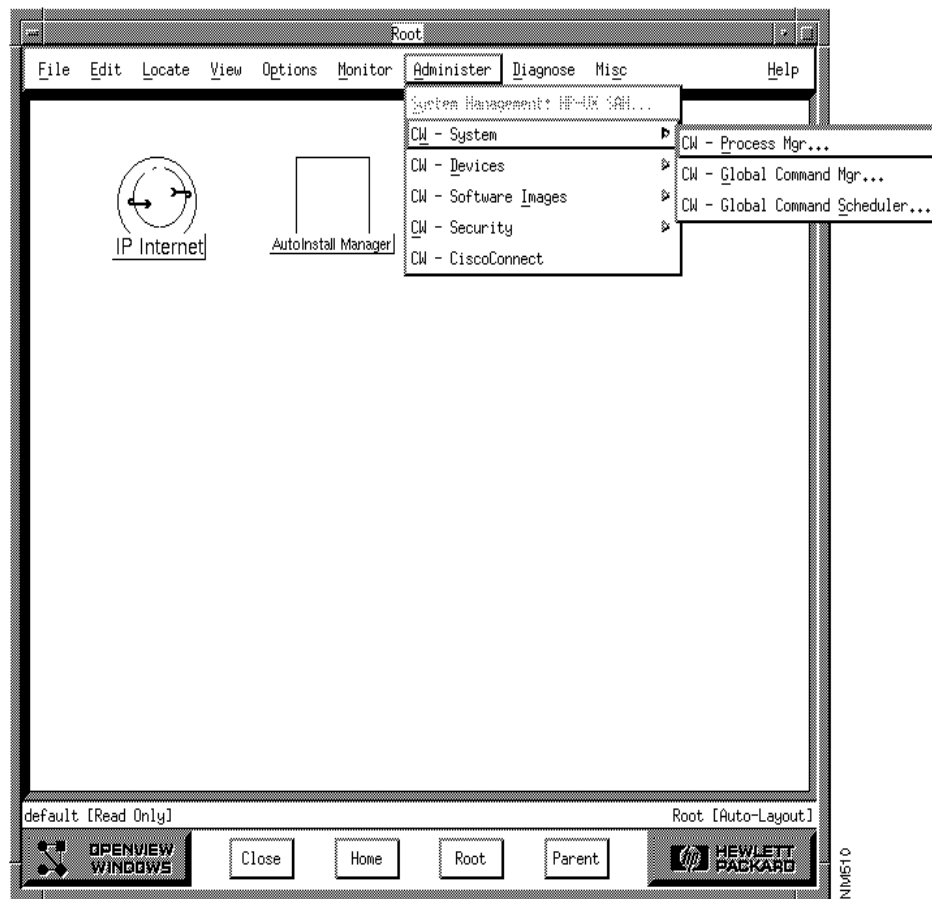 Root
File Edit Locate View Options Monitor Administer Diagnose Misc Help
System Management: HP-UX SAM...
CW - System
CW - Process Mgr...
CW - Global Command Mgr...
CW - Global Command Scheduler...
CW - Devices
CW - Software Images
CW - Security
CW - CiscoConnect
IP Internet
AutoInstall Manager
default [Read Only]
Root [Auto-Layout]
OPENVIEW
WINDOWS
Close
Home
Root
Parent
hp
HEWLETT
PACKARD
NM510